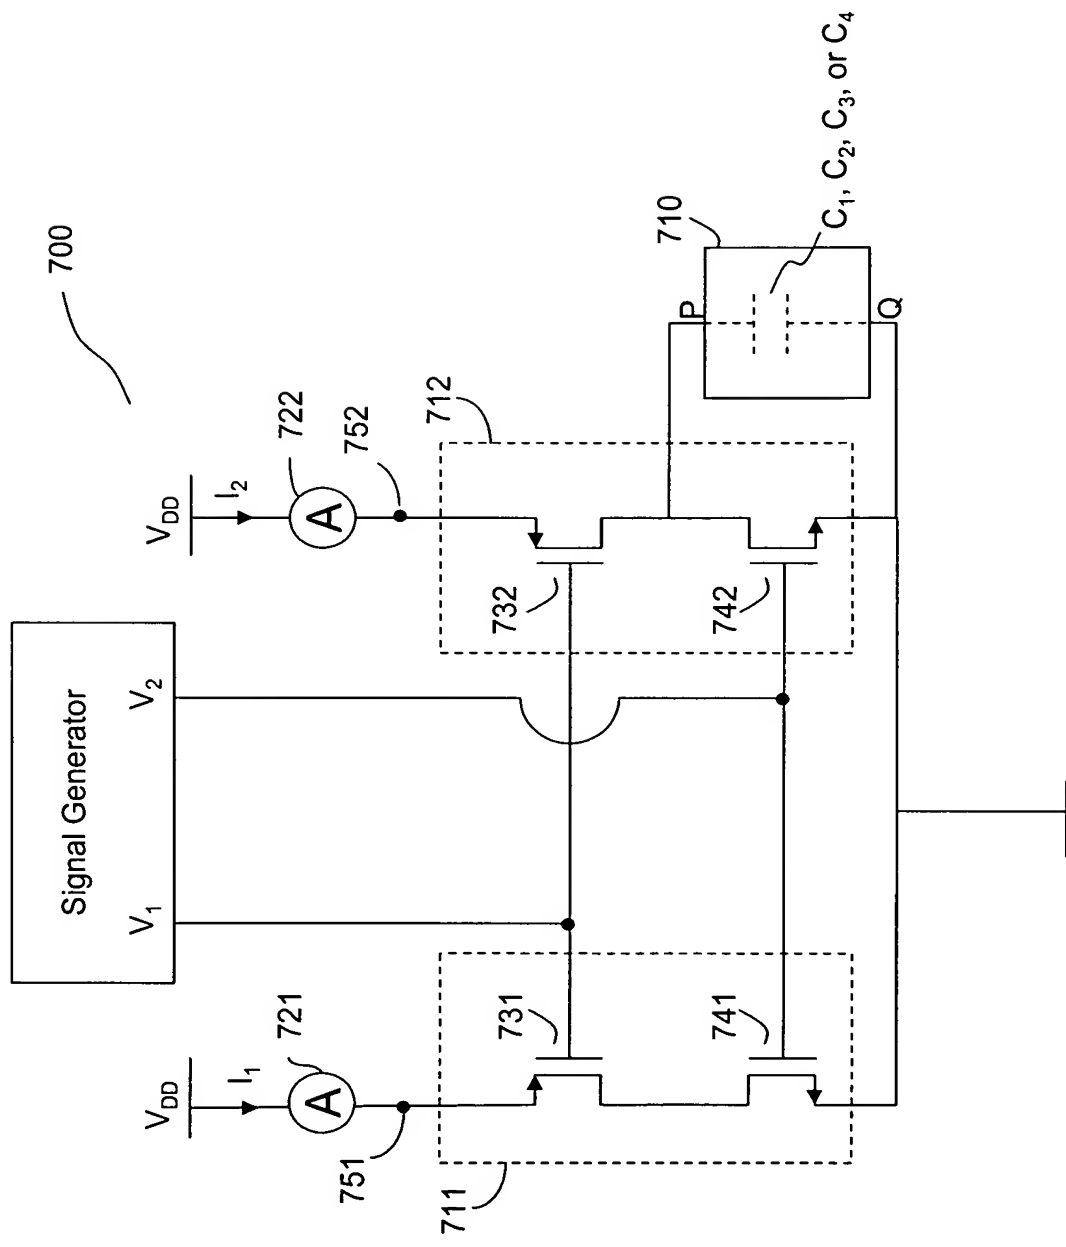 700
Signal Generator
V1
V2
VDD
I1
721
A
751
VDD
I2
722
A
752
711
731
741
712
732
742
710
P
Q
C1, C2, C3, or C4